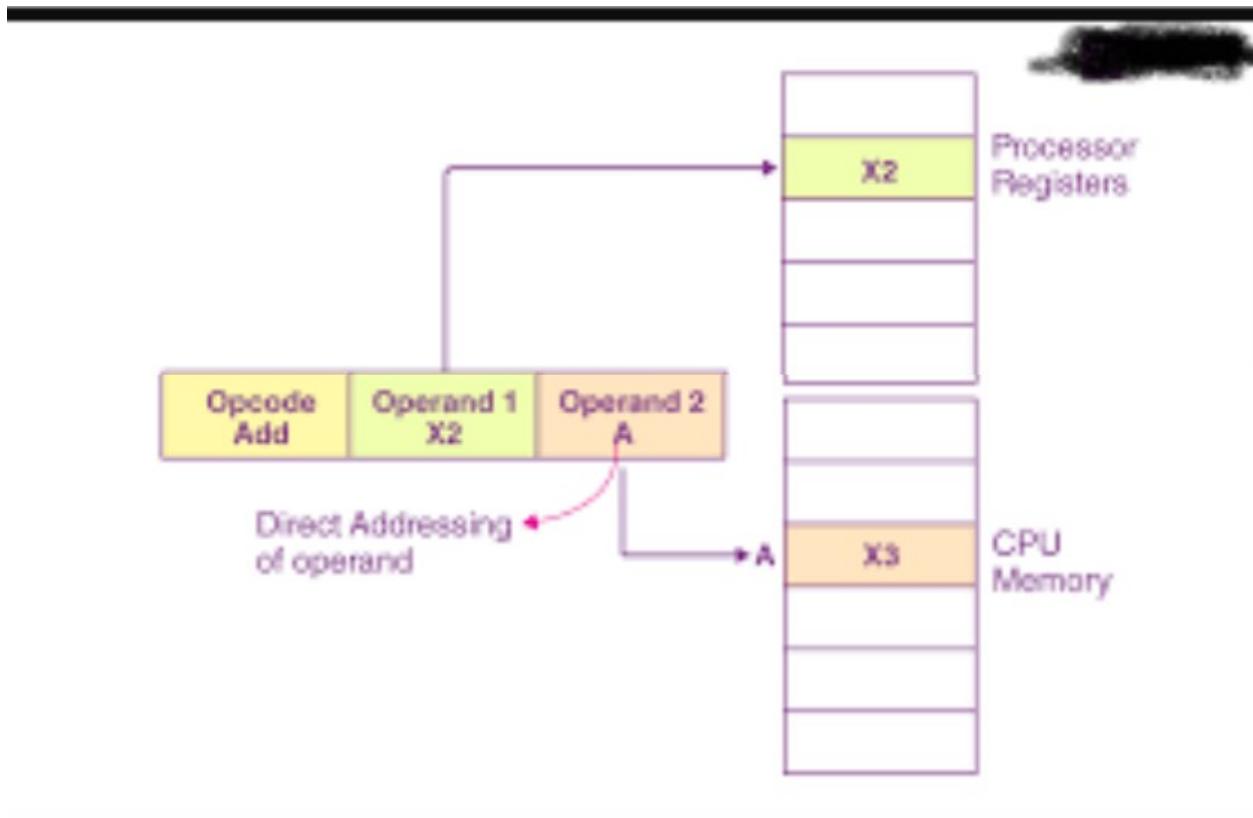 X2
Processor
Registers
Opcode
Add
Operand 1
X2
Operand 2
A
Direct Addressing
of operand
A
X3
CPU
Memory